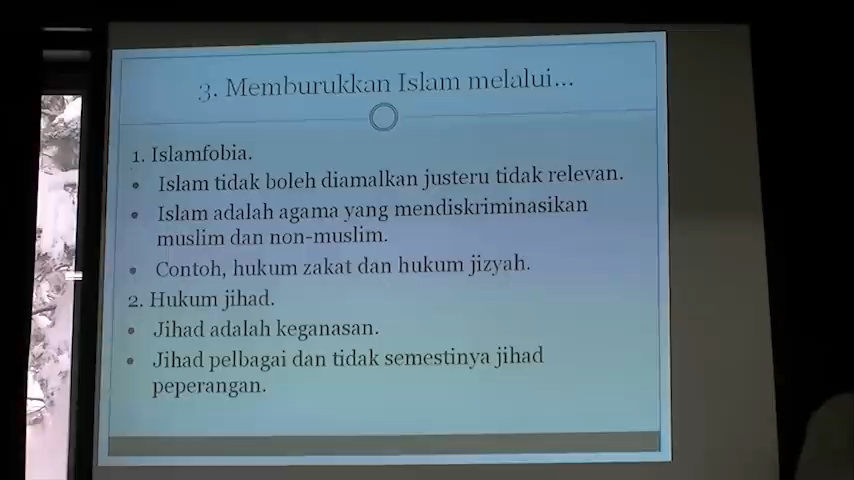 3. Memburukkan Islam melalui...
1. Islamfobia.
• Islam tidak boleh diamalkan justeru tidak relevan.
• Islam adalah agama yang mendiskriminasikan
muslim dan non-muslim.
• Contoh, hukum zakat dan hukum jizyah.
2. Hukum jihad.
• Jihad adalah keganasan.
• Jihad pelbagai dan tidak semestinya jihad
peperangan.